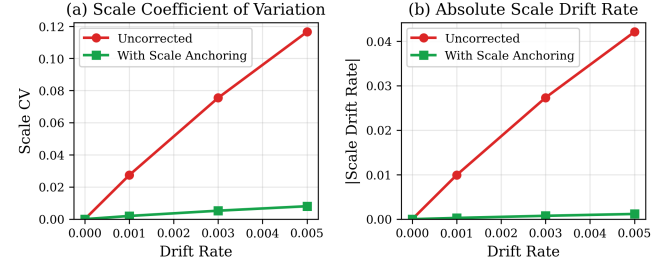 (a) Scale Coefficient of Variation
Scale CV
0.12
0.10
0.08
0.06
0.04
0.02
0.00
Uncorrected
With Scale Anchoring
0.000 0.001 0.002 0.003 0.004 0.005
Drift Rate
(b) Absolute Scale Drift Rate
|Scale Drift Rate|
0.04
0.03
0.02
0.01
0.00
Uncorrected
With Scale Anchoring
0.000 0.001 0.002 0.003 0.004 0.005
Drift Rate